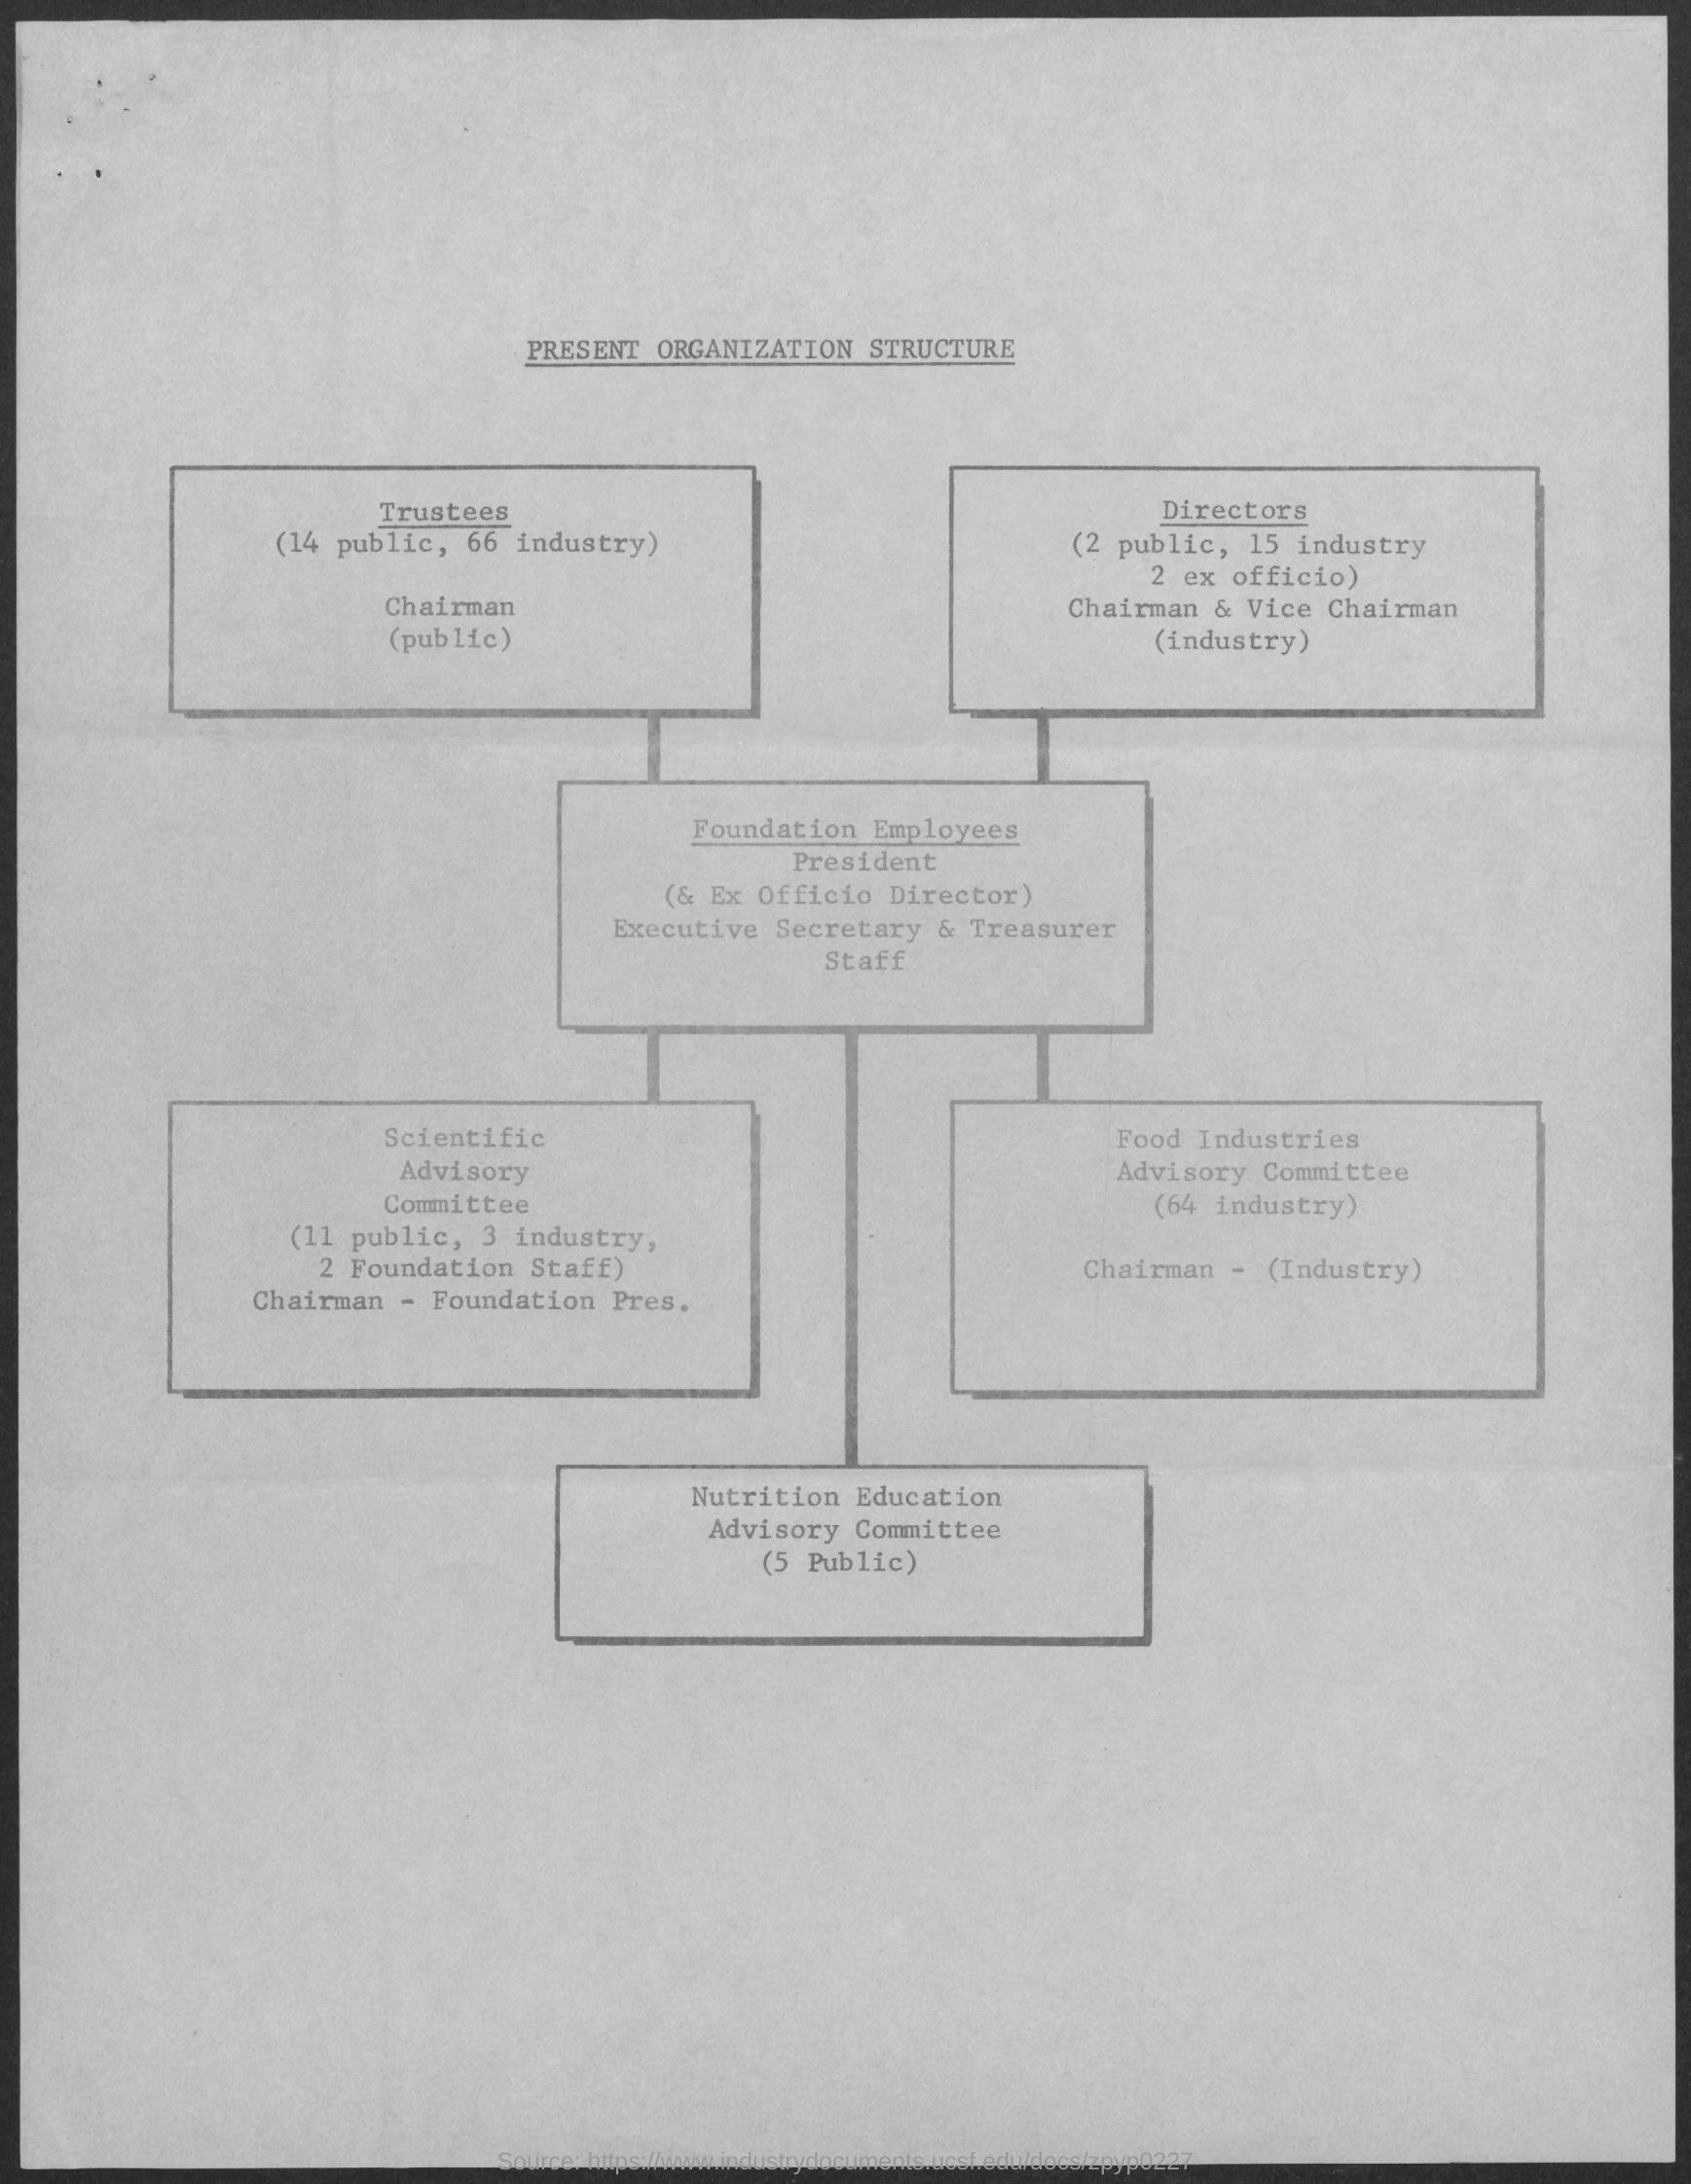 PRESENT ORGANIZATION STRUCTURE
Trustees
(14 public, 66 industry)
Chairman
(public)
Directors
(2 public, 15 industry
2 ex officio)
Chairman & Vice Chairman
(industry)
Foundation Employees
President
(& Ex Officio Director)
Executive Secretary & Treasurer
Staff
Scientific
Advisory
Committee
(11 public, 3 industry,
2 Foundation Staff)
Chairman - Foundation Pres.
Food Industries
Advisory Committee
(64 industry)
Chairman - (Industry)
Nutrition Education
Advisory Committee
(5 Public)
Source: https://www.industrydocuments.ucsf.edu/docs/zpyp0227